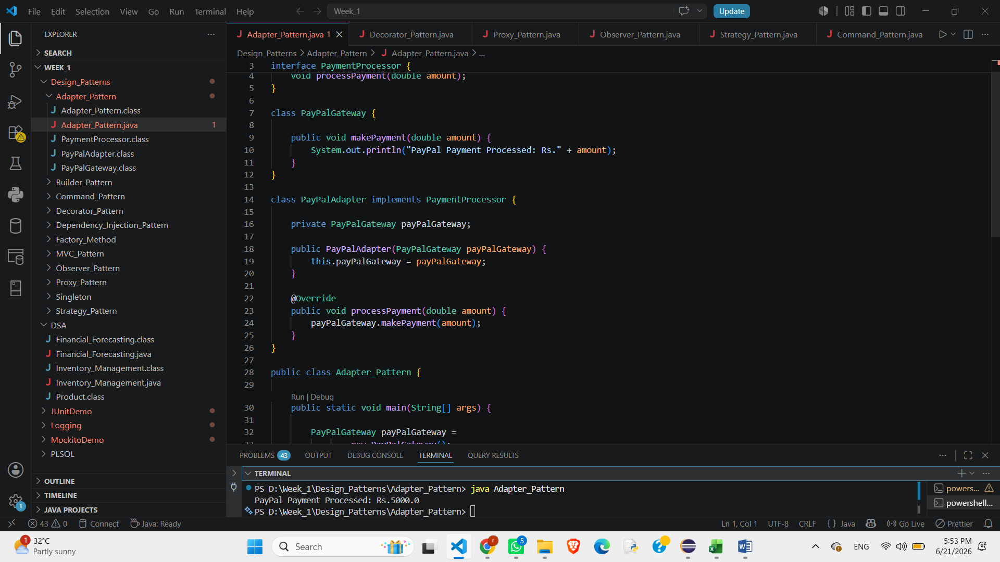 File Edit Selection View Go Run Terminal Help
Week_1
Update
EXPLORER
SEARCH
WEEK_1
Design_Patterns
Adapter_Pattern
Adapter_Pattern.class
Adapter_Pattern.java 1
PaymentProcessor.class
PayPalAdapter.class
PayPalGateway.class
Builder_Pattern
Command_Pattern
Decorator_Pattern
Dependency_Injection_Pattern
Factory_Method
MVC_Pattern
Observer_Pattern
Proxy_Pattern
Singleton
Strategy_Pattern
DSA
Financial_Forecasting.class
Financial_Forecasting.java
Inventory_Management.class
Inventory_Management.java
Product.class
JUnitDemo
Logging
MockitoDemo
PLSQL
OUTLINE
TIMELINE
JAVA PROJECTS
Adapter_Pattern.java 1 Decorator_Pattern.java Proxy_Pattern.java Observer_Pattern.java Strategy_Pattern.java Command_Pattern.java
Design_Patterns > Adapter_Pattern > Adapter_Pattern.java > ...
3 interface PaymentProcessor {
4 void processPayment(double amount);
5 }
6
7 class PayPalGateway {
8
9 public void makePayment(double amount) {
10 System.out.println("PayPal Payment Processed: Rs." + amount);
11 }
12 }
13
14 class PayPalAdapter implements PaymentProcessor {
15
16 private PayPalGateway payPalGateway;
17
18 public PayPalAdapter(PayPalGateway payPalGateway) {
19 this.payPalGateway = payPalGateway;
20 }
21
22 @Override
23 public void processPayment(double amount) {
24 payPalGateway.makePayment(amount);
25 }
26 }
27
28 public class Adapter_Pattern {
29
Run | Debug
30 public static void main(String[] args) {
31
32 PayPalGateway payPalGateway =
33 new PayPalGateway();
PROBLEMS 43 OUTPUT DEBUG CONSOLE TERMINAL QUERY RESULTS
TERMINAL
PS D:\Week_1\Design_Patterns\Adapter_Pattern> java Adapter_Pattern
PayPal Payment Processed: Rs.5000.0
PS D:\Week_1\Design_Patterns\Adapter_Pattern>
powers...
powershell...
1
43 0 Connect Java: Ready
Ln 1, Col 1 UTF-8 CRLF {} Java Go Live Prettier
1
32°C
Partly sunny
Search
r
5
ENG
5:53 PM
6/21/2026